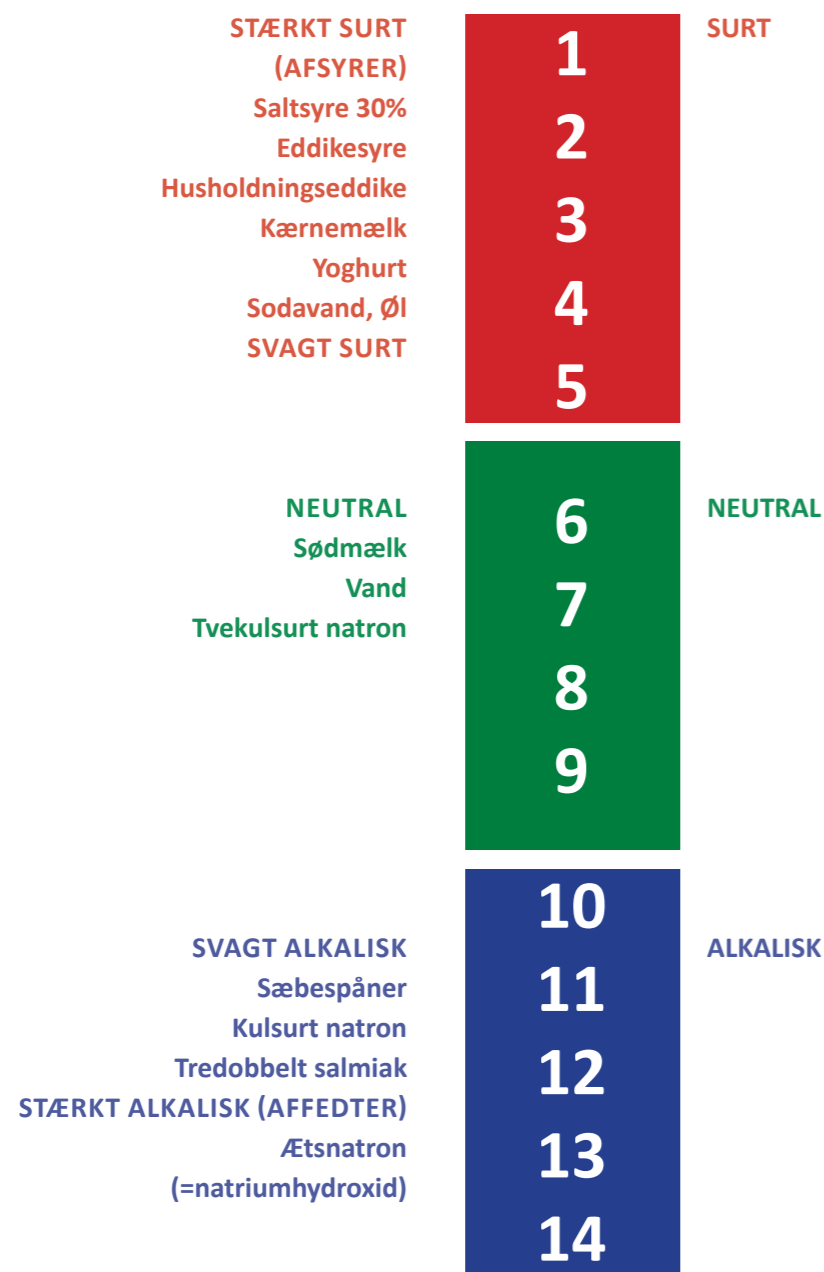 STÆRKT SURT
(AFSYRER)
Saltsyre 30%
Eddikesyre
Husholdningseddike
Kærnemælk
Yoghurt
Sodavand, Øl
SVAGT SURT
1
2
3
4
5
SURT
NEUTRAL
Sødmælk
Vand
Tvekulsurt natron
6
7
8
9
NEUTRAL
SVAGT ALKALISK
Sæbespåner
Kulsurt natron
Tredobbelt salmiak
STÆRKT ALKALISK (AFFEDTER)
Ætsnatron
(=natriumhydroxid)
10
11
12
13
14
ALKALISK